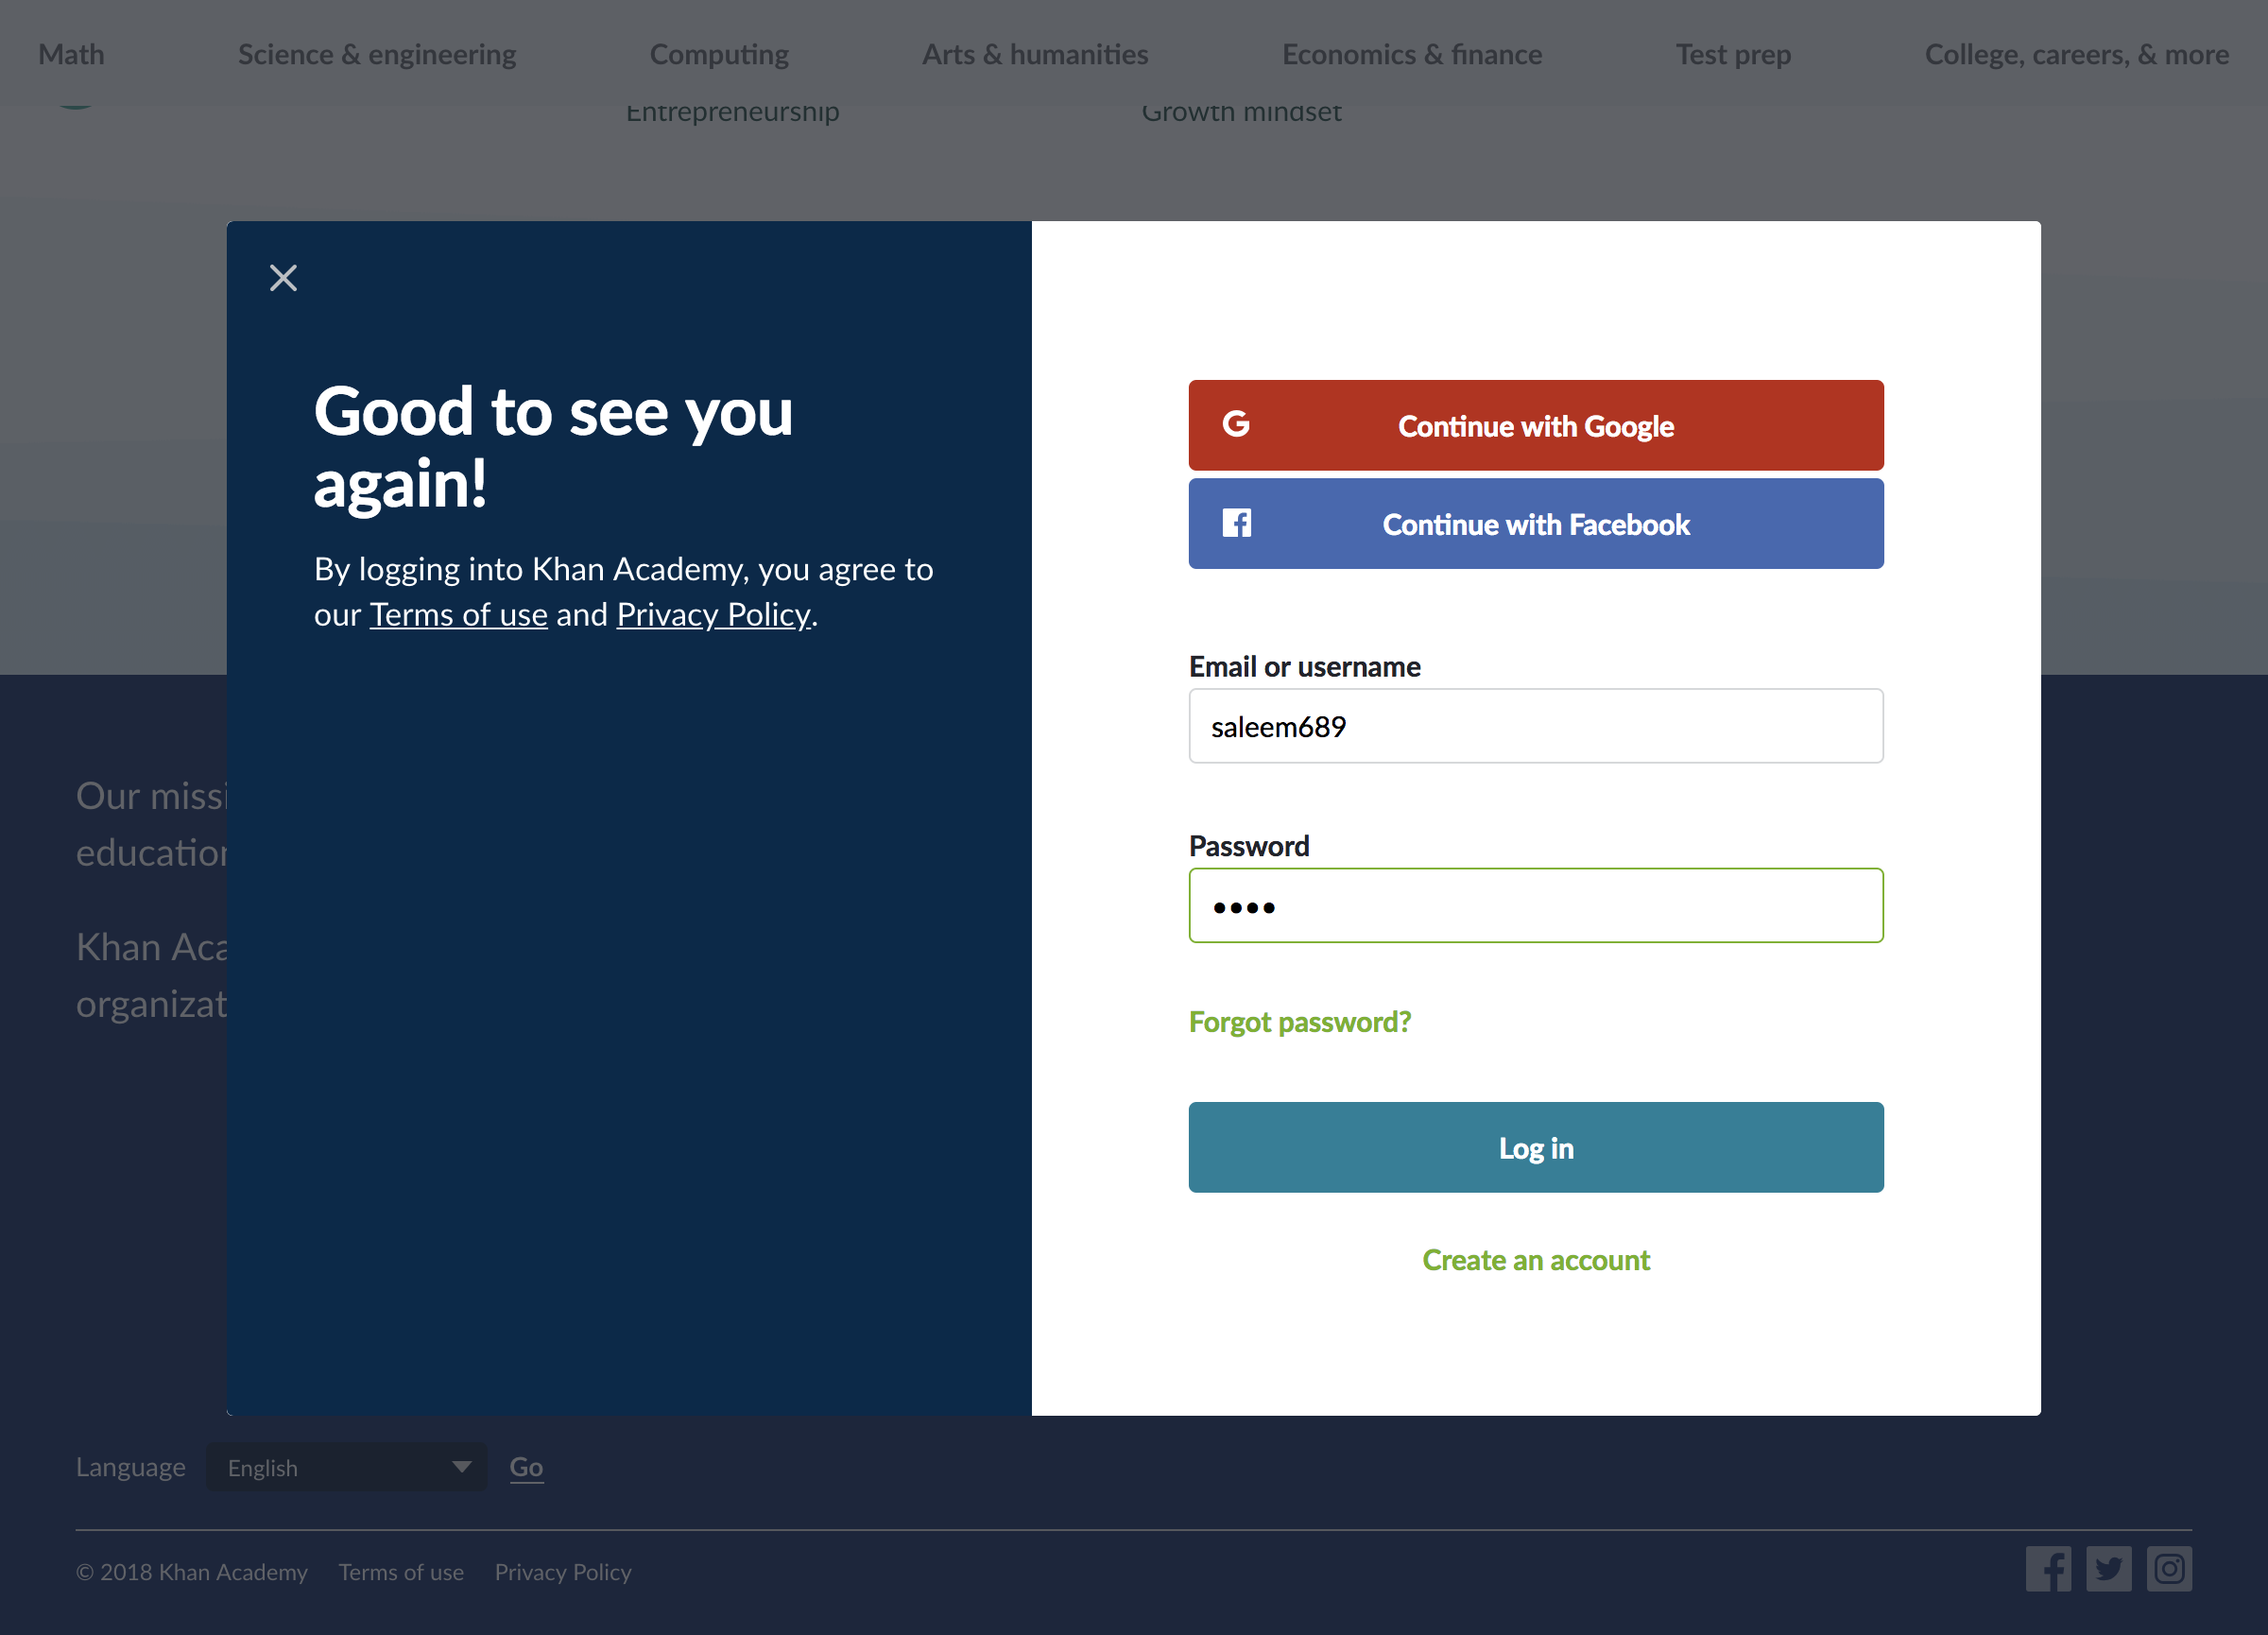 Math Science & engineering Computing Arts & humanities Economics & finance Test prep College, careers, & more
Entrepreneurship Growth mindset
Good to see you
again!
By logging into Khan Academy, you agree to
our Terms of use and Privacy Policy.
Continue with Google
Continue with Facebook
Email or username
saleem689
Password
••••
Forgot password?
Log in
Create an account
Our missi
education
Khan Aca
organizat
Language English Go
© 2018 Khan Academy Terms of use Privacy Policy